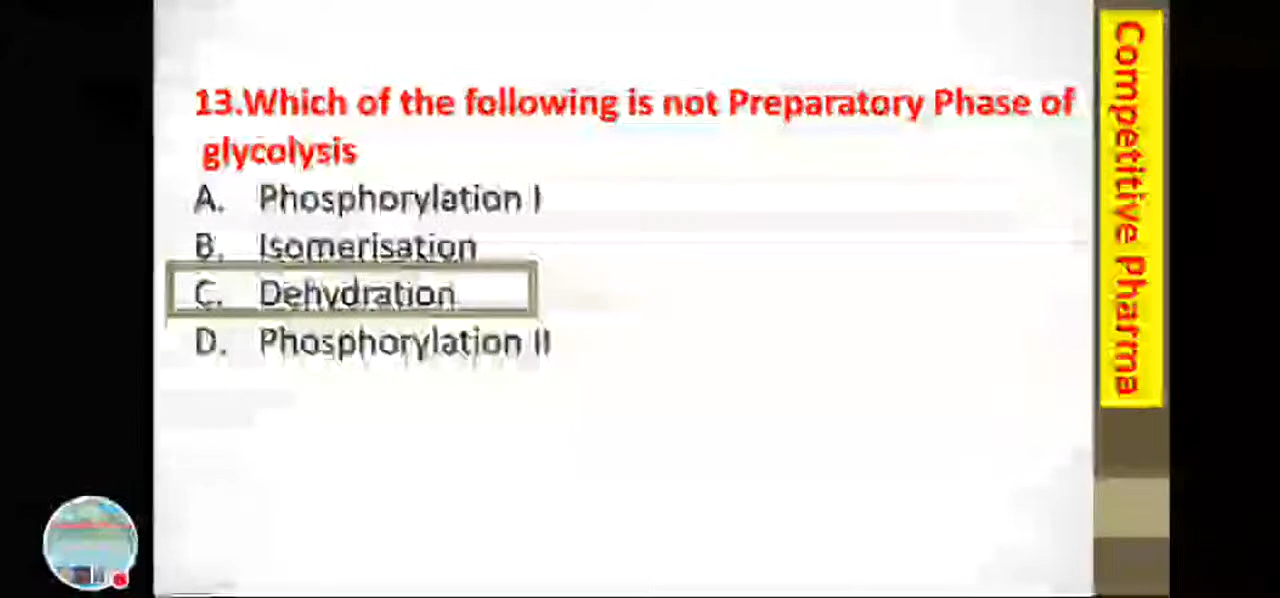 13.Which of the following is not Preparatory Phase of
glycolysis
A. Phosphorylation I
B. Isomerisation
C. Dehydration
D. Phosphorylation II
Competitive Pharma